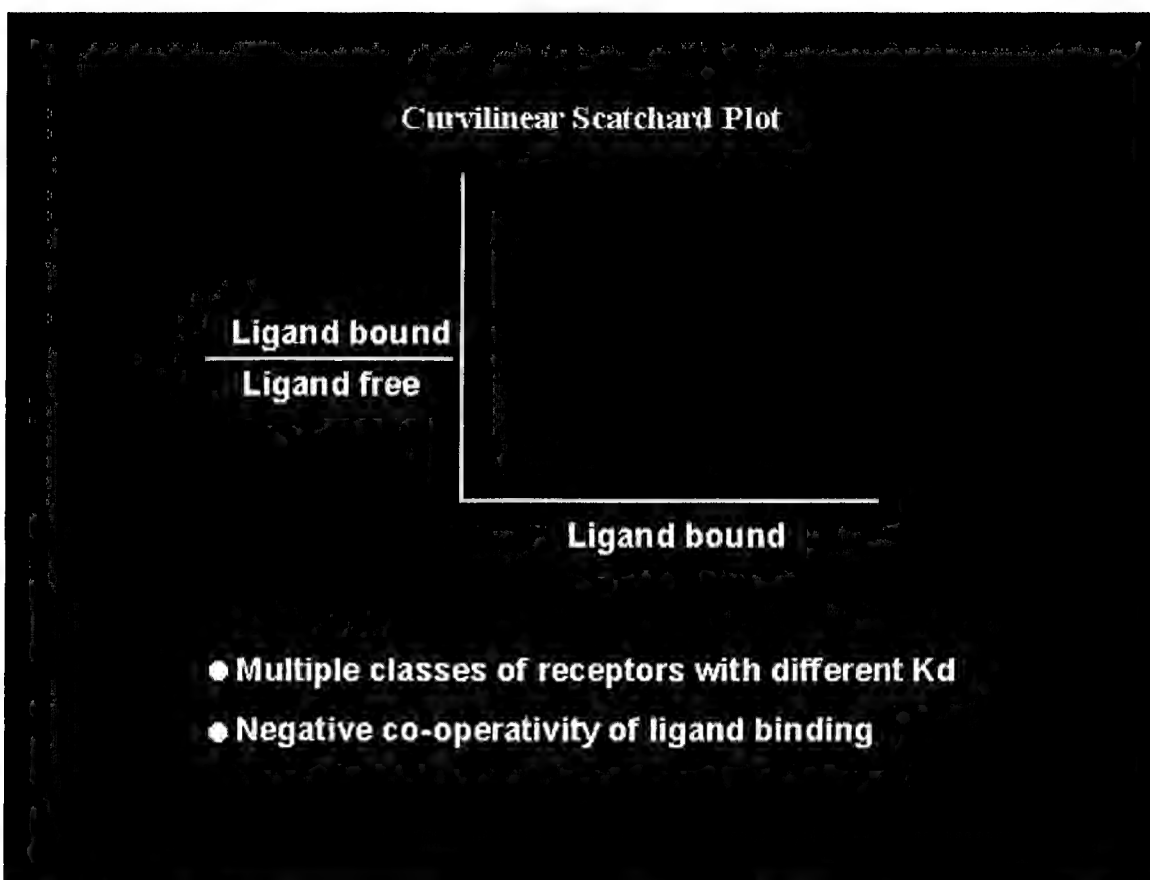 Curvilinear Scatchard Plot
Ligand bound
Ligand free
Ligand bound
● Multiple classes of receptors with different Kd
● Negative co-operativity of ligand binding